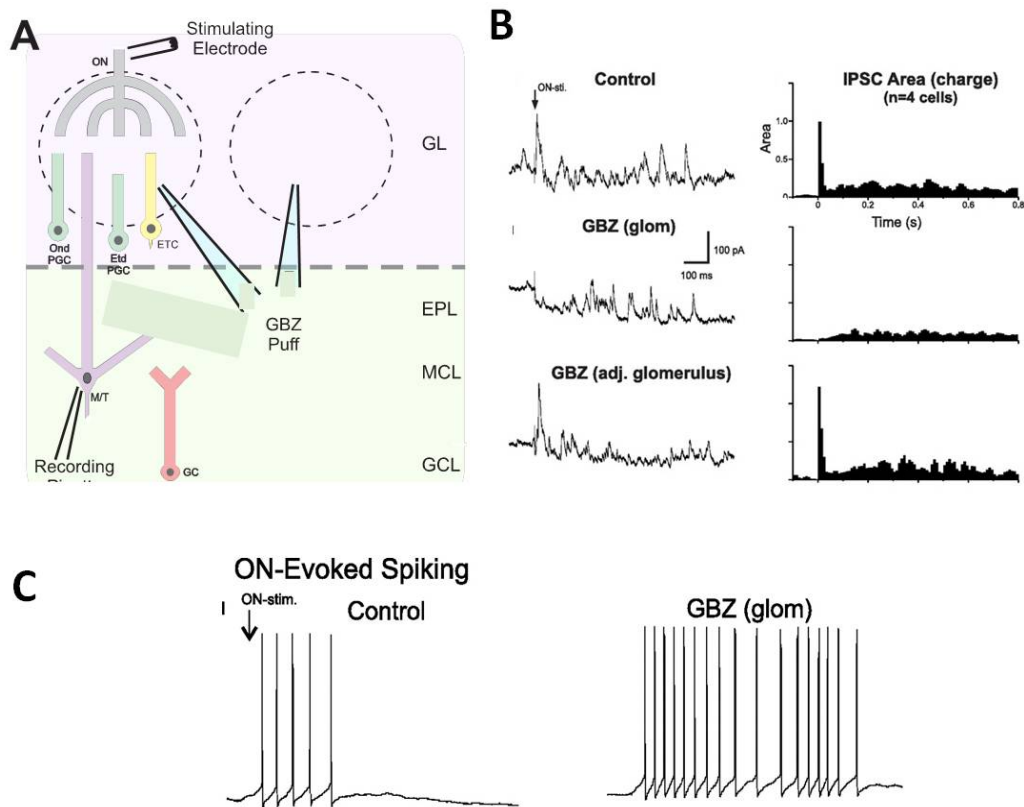 A
Stimulating
Electrode
ON
GL
Ond
PGC
Etd
PGC
ETC
EPL
GBZ
Puff
MCL
M/T
Recording
GC
GCL
B
Control
ON-sti.
IPSC Area (charge)
(n=4 cells)
Area
1.0
0.5
0
0 0.2 0.4 0.6 0.8
Time (s)
GBZ (glom)
100 pA
100 ms
GBZ (adj. glomerulus)
C
ON-Evoked Spiking
ON-stim.
Control
GBZ (glom)